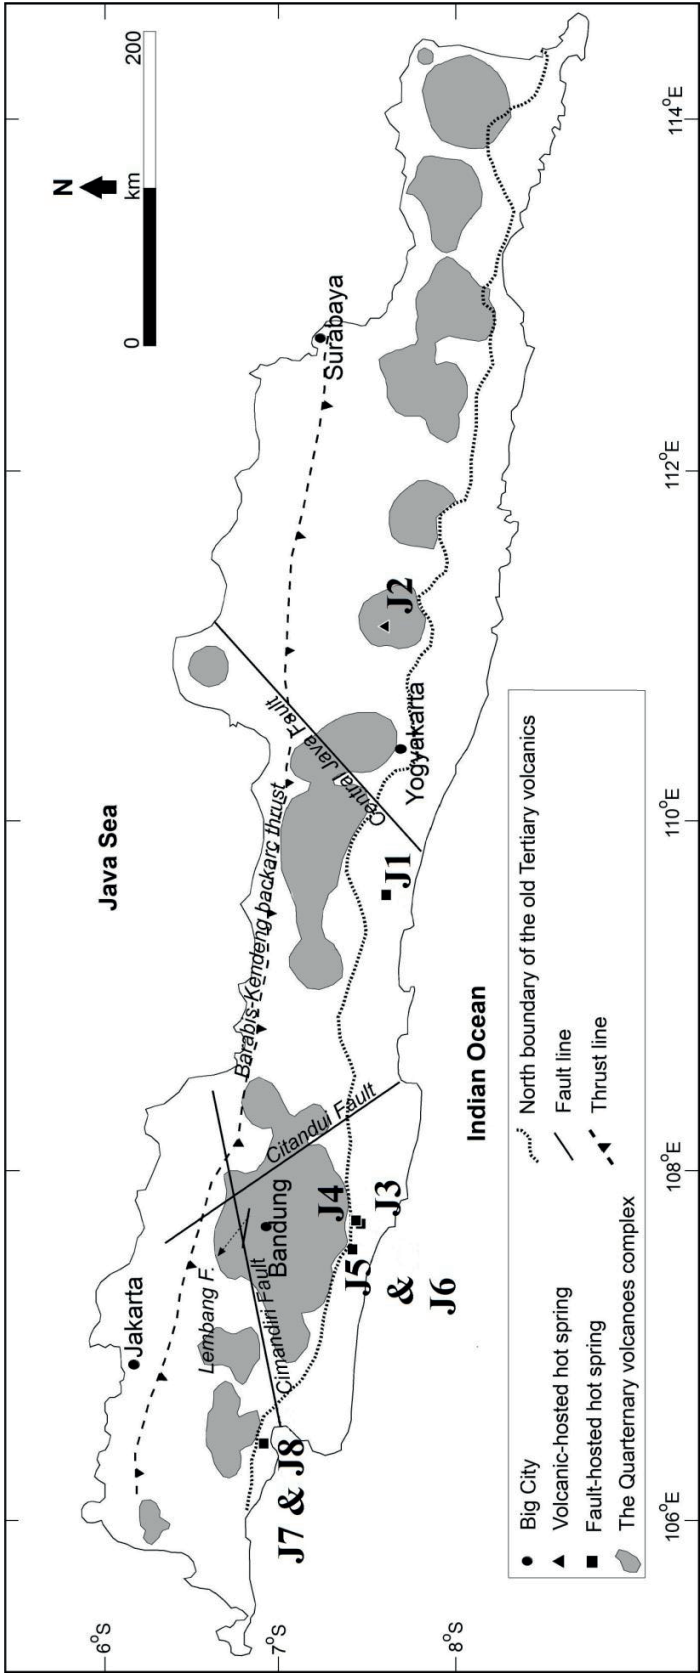 Java Sea
N
0 km 200
6°S
7°S
8°S
Jakarta
Surabaya
Lembang F.
Barabis-Kendeng backarc thrust
Central Java Fault
Cimandiri Fault
Bandung
Citandui Fault
Yogyakarta
J7 & J8
J5
&
J6
J4
J3
J1
J2
Indian Ocean
Big City
Volcanic-hosted hot spring
Fault-hosted hot spring
The Quarternary volcanoes complex
North boundary of the old Tertiary volcanics
Fault line
Thrust line
106°E
108°E
110°E
112°E
114°E